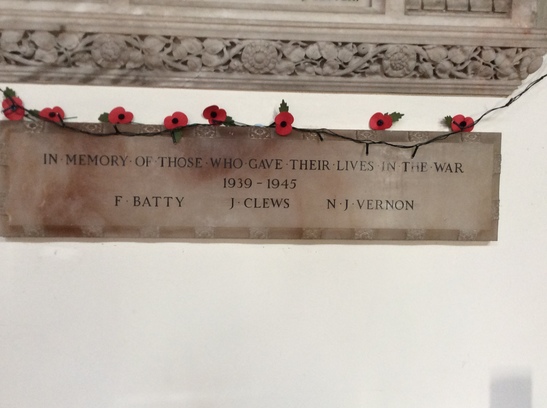 IN·MEMORY·OF·THOSE·WHO·GAVE·THEIR·LIVES·IN·THE·WAR
1939-1945
F·BATTY J·CLEWS N·J·VERNON